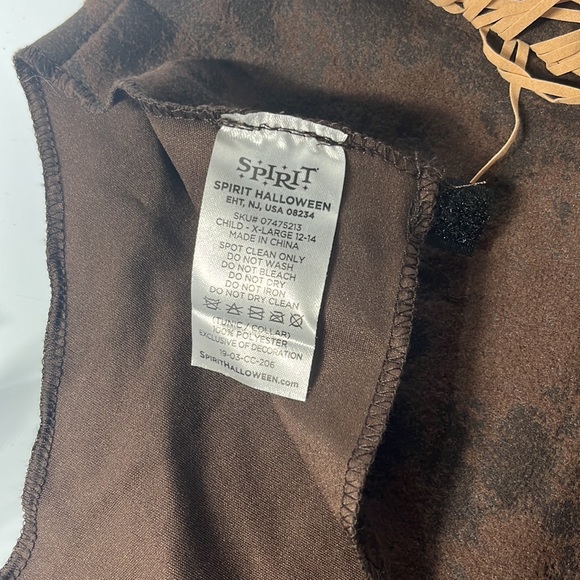 SPIRIT
SPIRIT HALLOWEEN
EHT, NJ, USA 08234
SKU# 07475213
CHILD - X-LARGE 12-14
MADE IN CHINA
SPOT CLEAN ONLY
DO NOT WASH
DO NOT BLEACH
DO NOT DRY
DO NOT IRON
DO NOT DRY CLEAN
(TUNIC / COLLAR)
100% POLYESTER
EXCLUSIVE OF DECORATION
19-03-CC-206
SPIRITHALLOWEEN.com